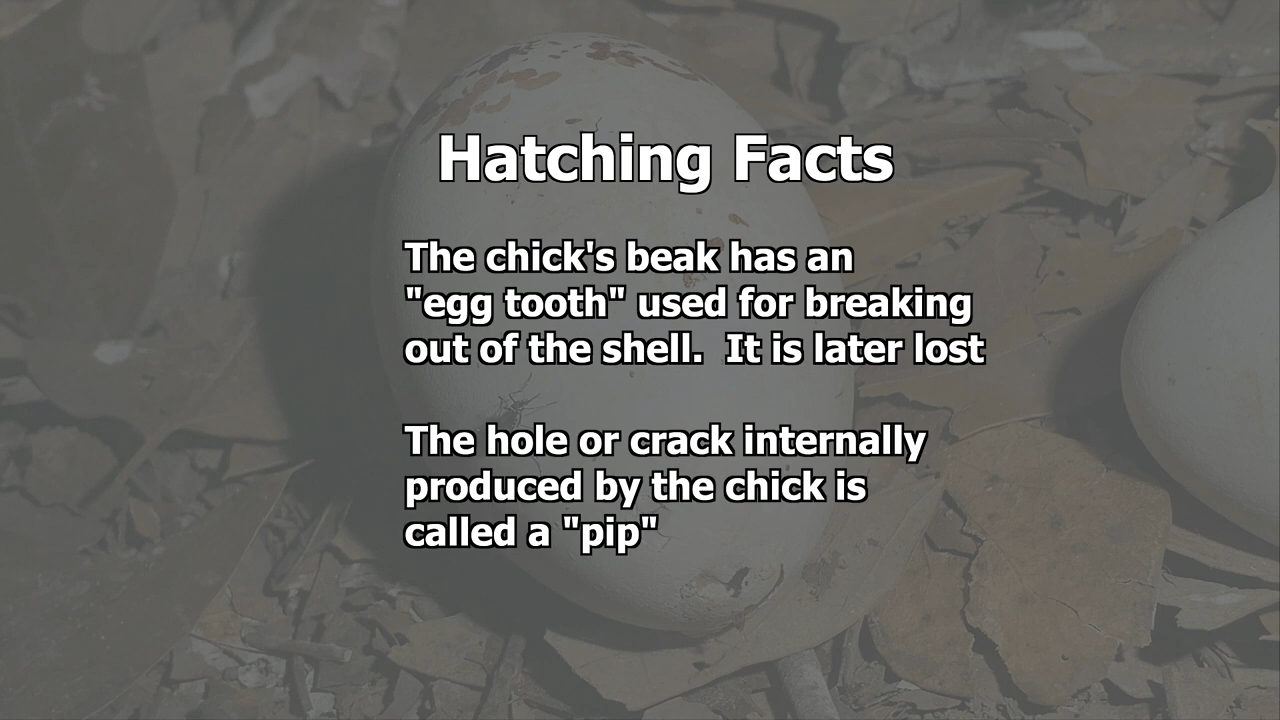 Hatching Facts
The chick's beak has an
"egg tooth" used for breaking
out of the shell.  It is later lost
The hole or crack internally
produced by the chick is
called a "pip"